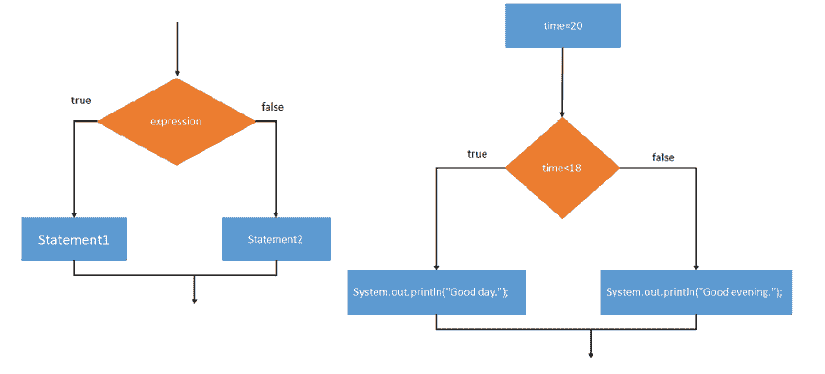 true
false
expression
Statement1
Statement2
time=20
time<18
true
false
System.out.println("Good day.");
System.out.println("Good evening.");